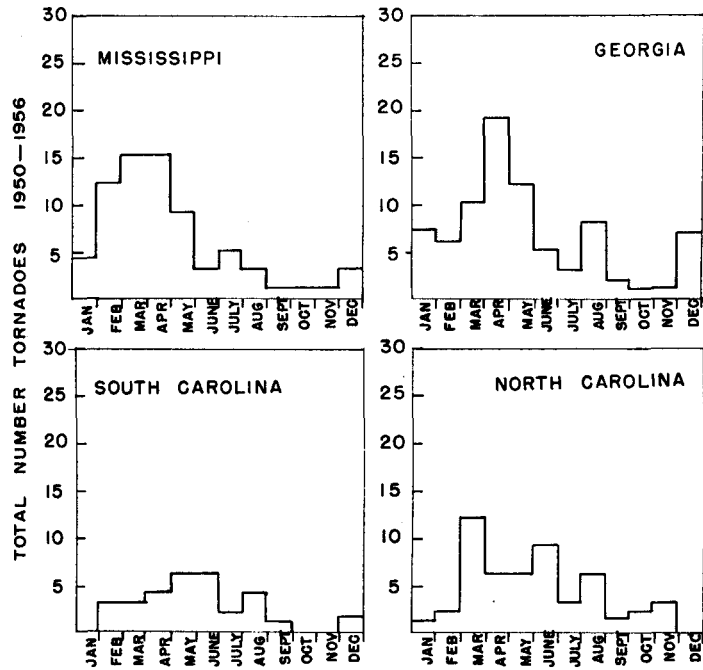 TOTAL NUMBER TORNADOES 1950—1956
MISSISSIPPI
30
25
20
15
10
5
JAN FEB MAR APR MAY JUNE JULY AUG SEPT OCT NOV DEC
GEORGIA
30
25
20
15
10
5
JAN FEB MAR APR MAY JUNE JULY AUG SEPT OCT NOV DEC
SOUTH CAROLINA
30
25
20
15
10
5
JAN FEB MAR APR MAY JUNE JULY AUG SEPT OCT NOV DEC
NORTH CAROLINA
30
25
20
15
10
5
JAN FEB MAR APR MAY JUNE JULY AUG SEPT OCT NOV DEC